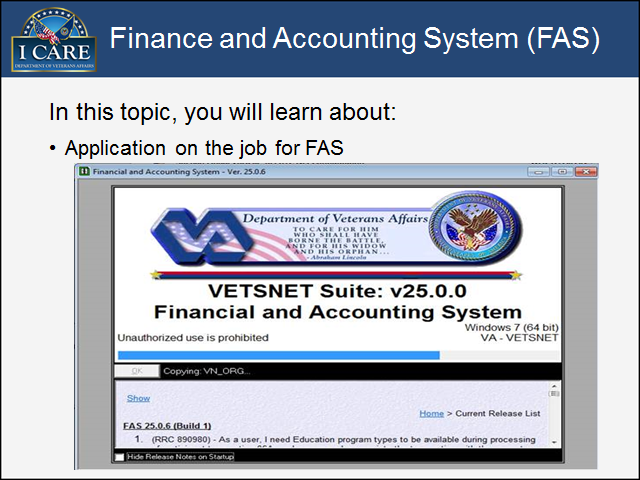 I CARE
DEPARTMENT OF VETERANS AFFAIRS
Finance and Accounting System (FAS)
In this topic, you will learn about:
• Application on the job for FAS
Financial and Accounting System - Ver. 25.0.6
Department of Veterans Affairs
TO CARE FOR HIM
WHO SHALL HAVE
BORNE THE BATTLE,
AND FOR HIS WIDOW
AND HIS ORPHAN...
- Abraham Lincoln
VETSNET Suite: v25.0.0
Financial and Accounting System
Windows 7 (64 bit)
Unauthorized use is prohibited
VA - VETSNET
OK
Copying: VN_ORG...
Show
Home > Current Release List
FAS 25.0.6 (Build 1)
1. (RRC 890980) - As a user, I need Education program types to be available during processing
Hide Release Notes on Startup